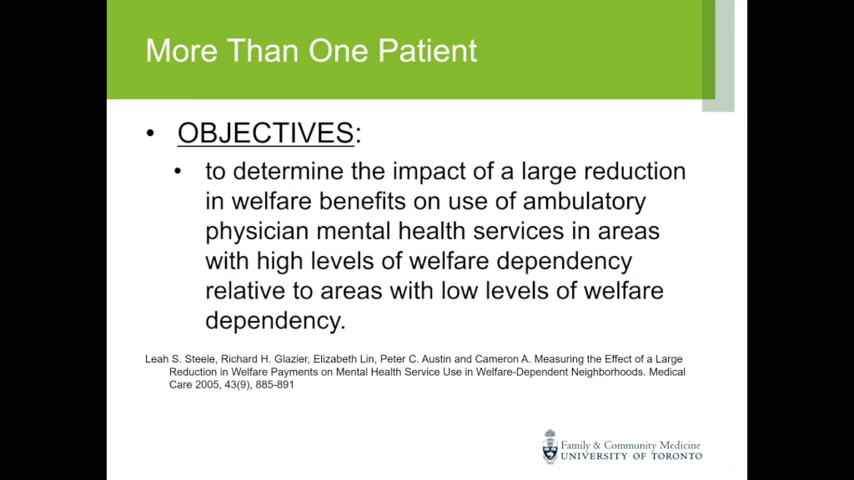 More Than One Patient
• OBJECTIVES:
• to determine the impact of a large reduction
in welfare benefits on use of ambulatory
physician mental health services in areas
with high levels of welfare dependency
relative to areas with low levels of welfare
dependency.
Leah S. Steele, Richard H. Glazier, Elizabeth Lin, Peter C. Austin and Cameron A. Measuring the Effect of a Large
Reduction in Welfare Payments on Mental Health Service Use in Welfare-Dependent Neighborhoods. Medical
Care 2005, 43(9), 885-891
Family & Community Medicine
UNIVERSITY OF TORONTO